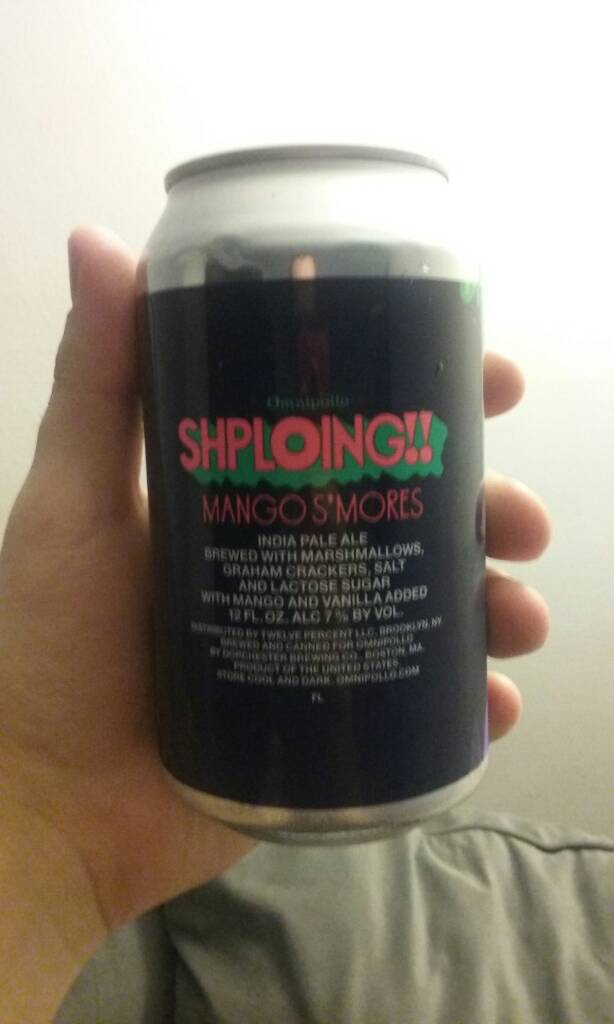 Omnipollo
SHPLOING!!
MANGO S'MORES
INDIA PALE ALE
BREWED WITH MARSHMALLOWS,
GRAHAM CRACKERS, SALT
AND LACTOSE SUGAR
WITH MANGO AND VANILLA ADDED
12 FL. OZ. ALC 7% BY VOL.
DISTRIBUTED BY TWELVE PERCENT LLC, BROOKLYN, NY
BREWED AND CANNED FOR OMNIPOLLO
BY DORCHESTER BREWING CO., BOSTON, MA
PRODUCT OF THE UNITED STATES
STORE COOL AND DARK. OMNIPOLLO.COM
FL